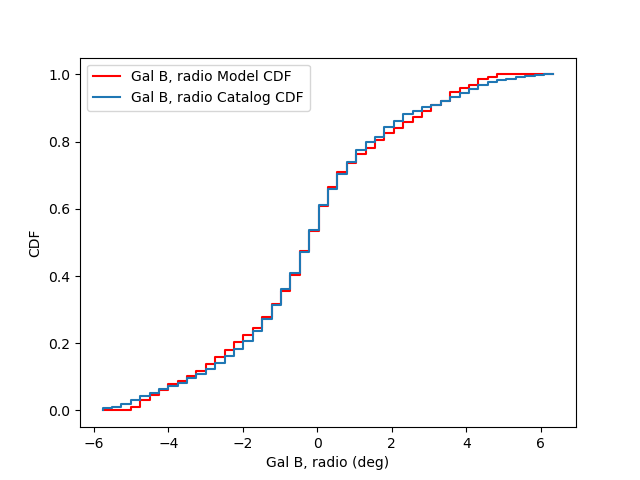 Gal B, radio Model CDF
Gal B, radio Catalog CDF
1.0
0.8
0.6
0.4
0.2
0.0
CDF
−6 −4 −2 0 2 4 6
Gal B, radio (deg)